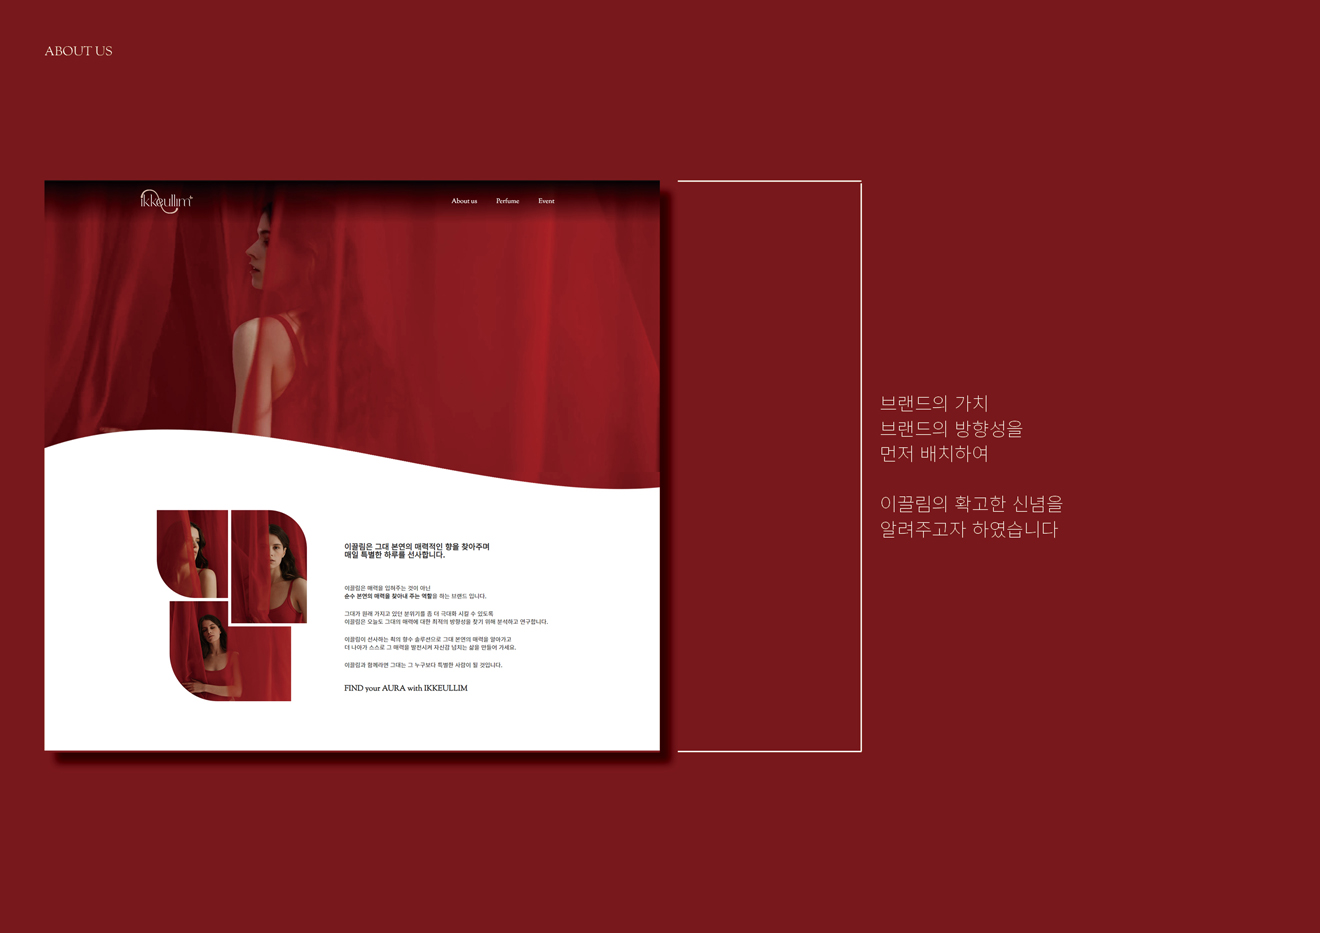 ABOUT US
ikkeullim
About us Perfume Event
이끌림은 그대 본연의 매력적인 향을 찾아주며
매일 특별한 하루를 선사합니다.
이끌림은 매력을 입혀주는 것이 아닌
순수 본연의 매력을 찾아내 주는 역할을 하는 브랜드 입니다.
그대가 원래 가지고 있던 분위기를 좀 더 극대화 시킬 수 있도록
이끌림은 오늘도 그대의 매력에 대한 최적의 방향성을 찾기 위해 분석하고 연구합니다.
이끌림이 선사하는 최의 향수 솔루션으로 그대 본연의 매력을 알아가고
더 나아가 스스로 그 매력을 발전시켜 자신감 넘치는 삶을 만들어 가세요.
이끌림과 함께라면 그대는 그 누구보다 특별한 사람이 될 것입니다.
FIND your AURA with IKKEULLIM
브랜드의 가치
브랜드의 방향성을
먼저 배치하여
이끌림의 확고한 신념을
알려주고자 하였습니다